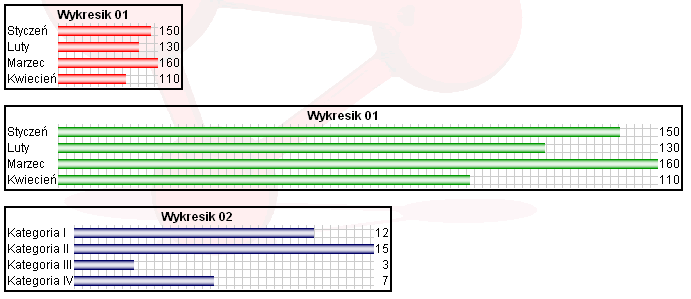 Wykresik 01
Styczeń 150
Luty 130
Marzec 160
Kwiecień 110
Wykresik 01
Styczeń 150
Luty 130
Marzec 160
Kwiecień 110
Wykresik 02
Kategoria I 12
Kategoria II 15
Kategoria III 3
Kategoria IV 7